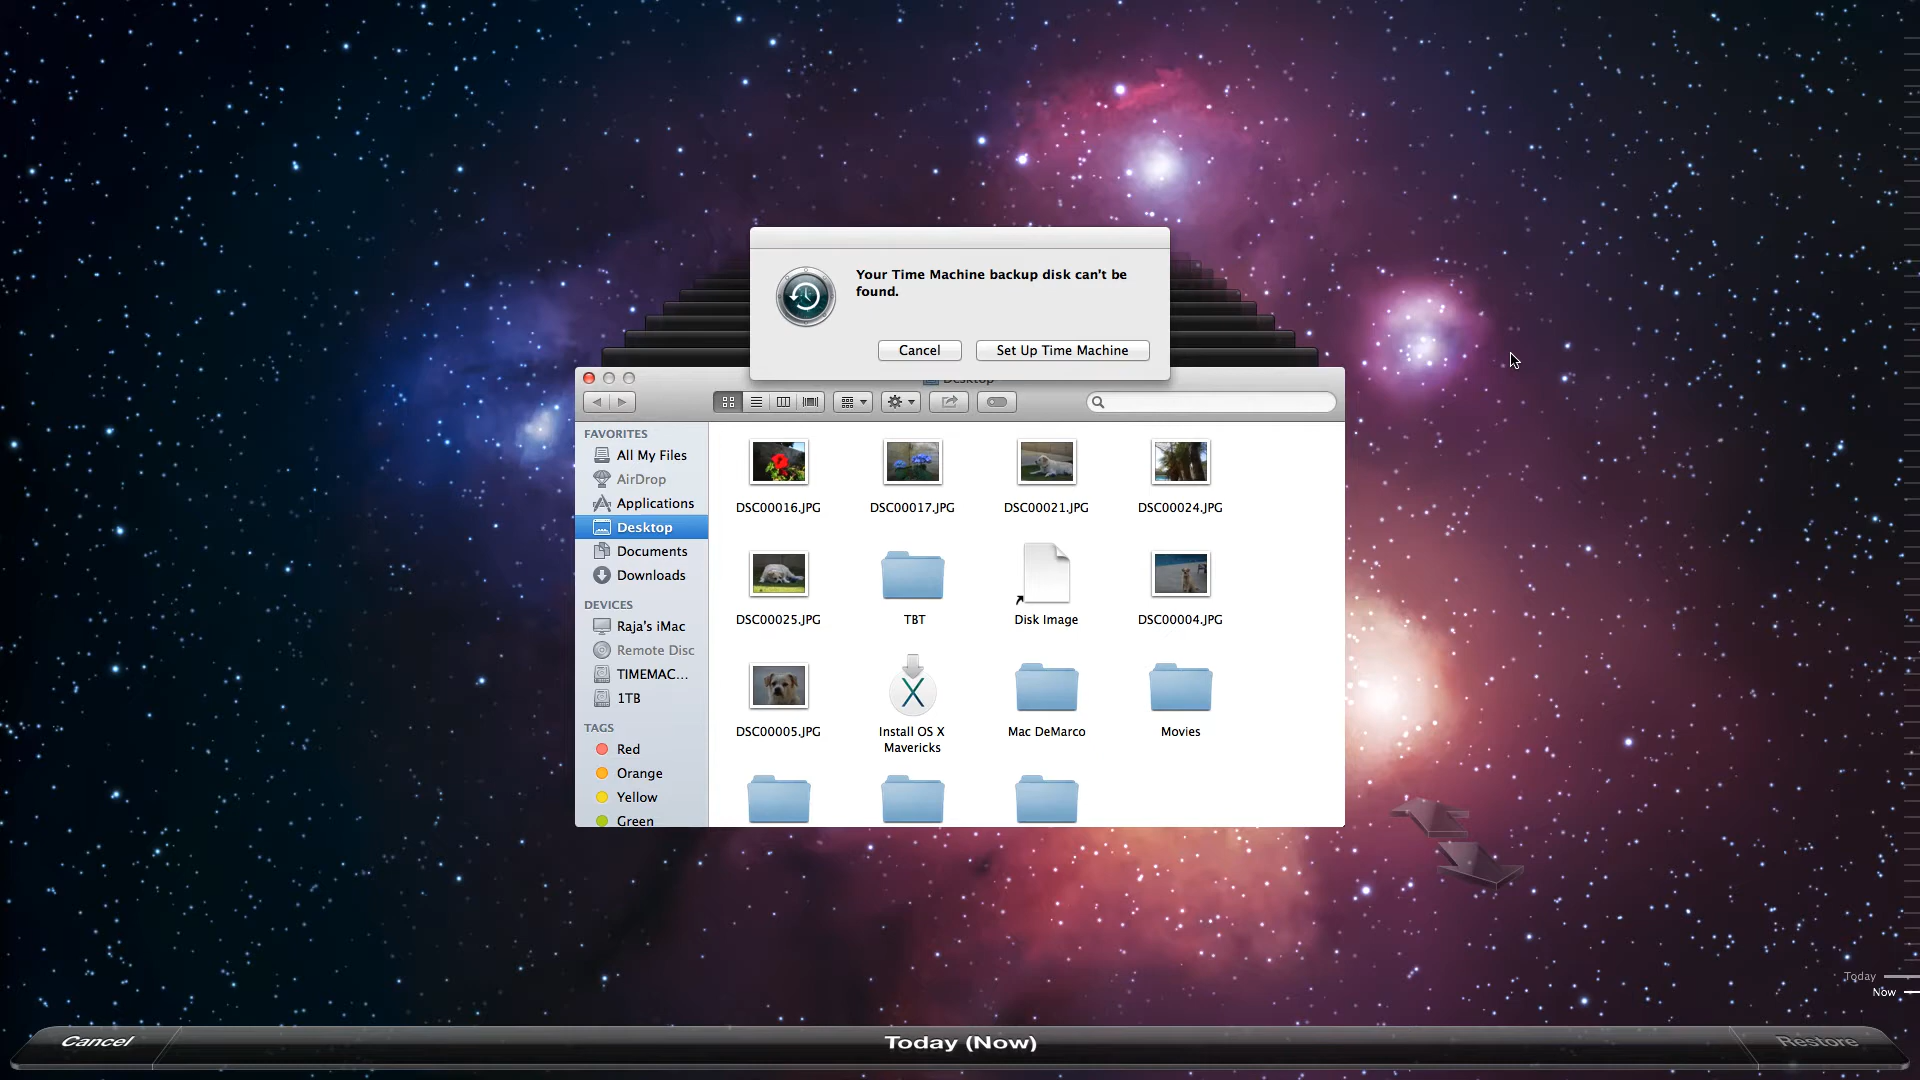 Your Time Machine backup disk can't be
found.
Cancel
Set Up Time Machine
Desktop
FAVORITES
All My Files
AirDrop
Applications
Desktop
Documents
Downloads
DEVICES
Raja's iMac
Remote Disc
TIMEMAC...
1TB
TAGS
Red
Orange
Yellow
Green
DSC00016.JPG
DSC00017.JPG
DSC00021.JPG
DSC00024.JPG
DSC00025.JPG
TBT
Disk Image
DSC00004.JPG
DSC00005.JPG
Install OS X
Mavericks
Mac DeMarco
Movies
Today
Now
Cancel
Today (Now)
Restore